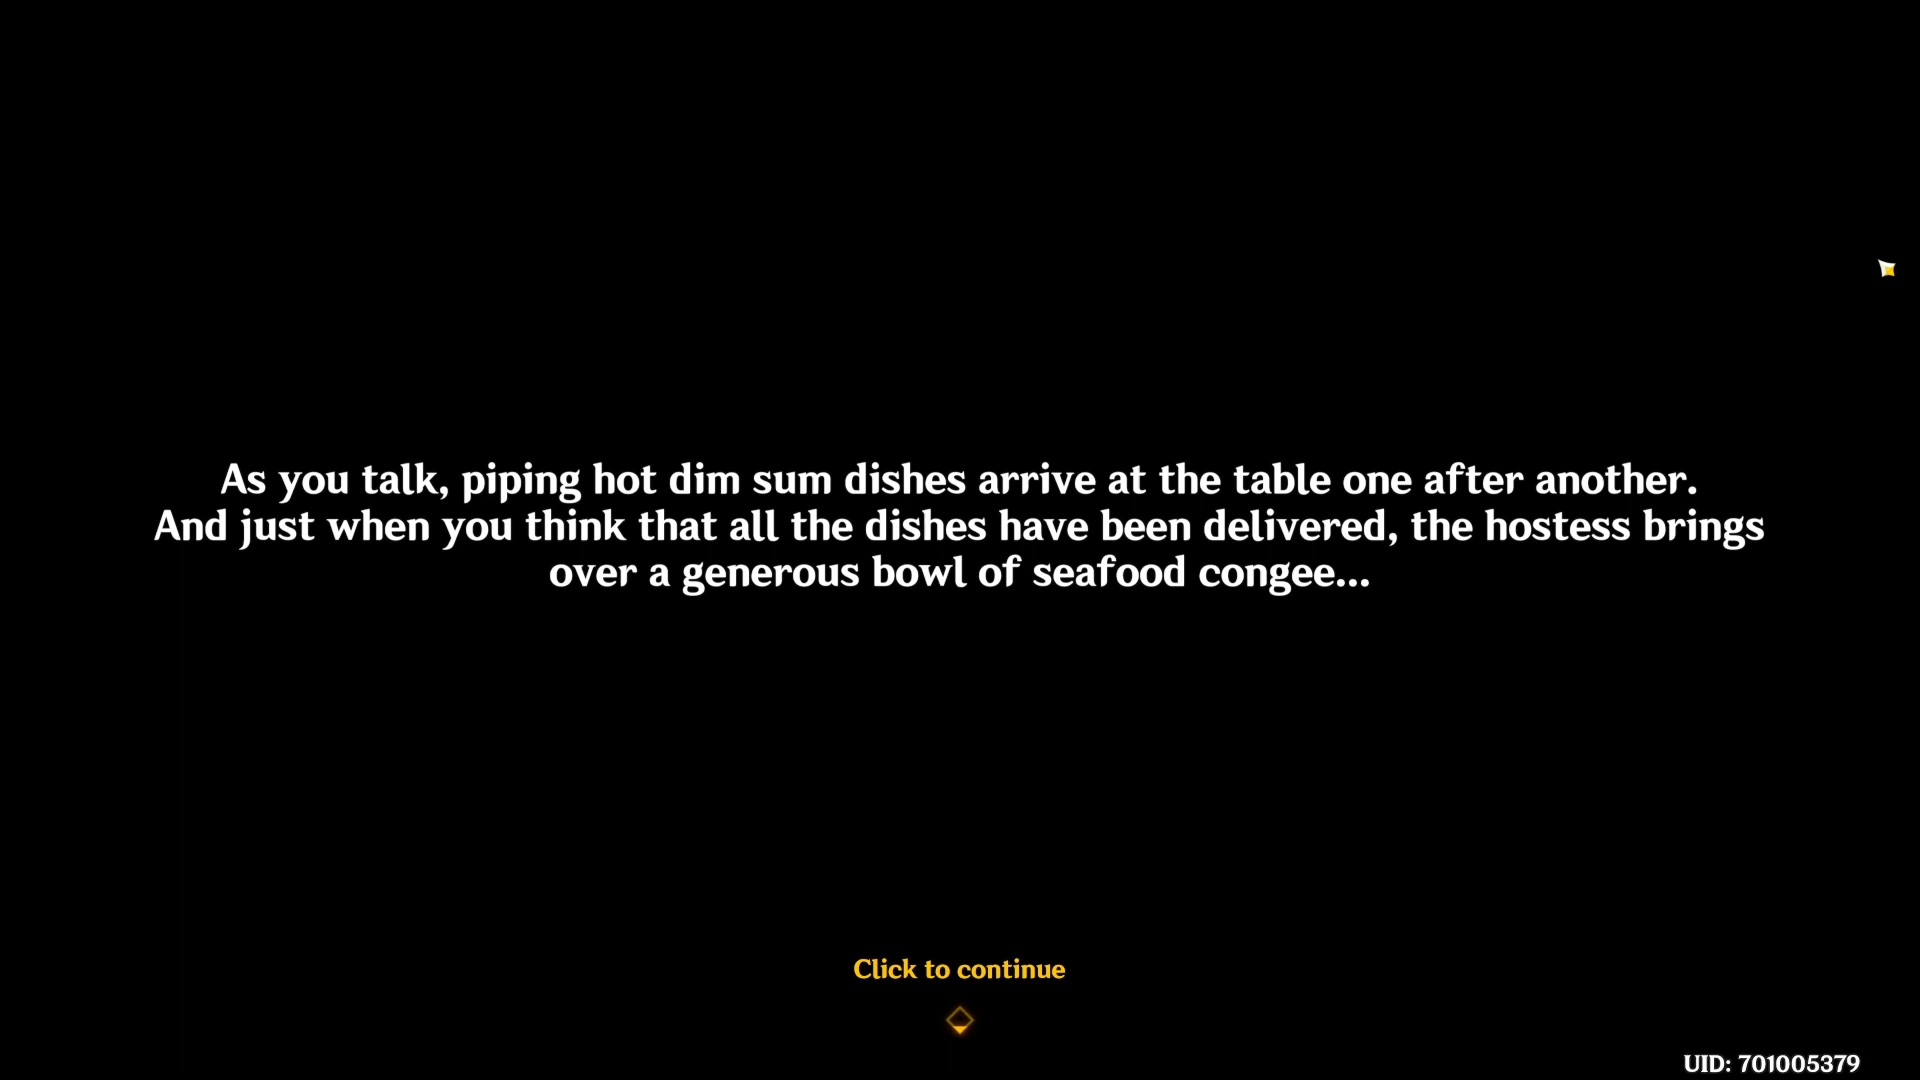 As you talk, piping hot dim sum dishes arrive at the table one after another.
And just when you think that all the dishes have been delivered, the hostess brings
over a generous bowl of seafood congee...
Click to continue
UID: 701005379